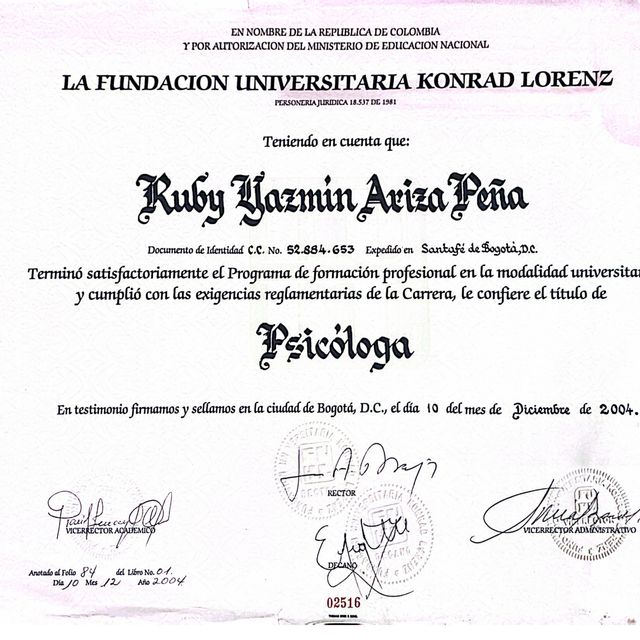 EN NOMBRE DE LA REPUBLICA DE COLOMBIA
Y POR AUTORIZACION DEL MINISTERIO DE EDUCACION NACIONAL
LA FUNDACION UNIVERSITARIA KONRAD LORENZ
PERSONERIA JURIDICA 18.537 DE 1981
Teniendo en cuenta que:
Ruby Yazmín Ariza Peña
Documento de Identidad C.C. No. 52.884.653 Expedido en Santafé de Bogotá, D.C.
Terminó satisfactoriamente el Programa de formación profesional en la modalidad universita
y cumplió con las exigencias reglamentarias de la Carrera, le confiere el título de
Psicóloga
En testimonio firmamos y sellamos en la ciudad de Bogotá, D.C., el día 10 del mes de Diciembre de 2004.
RECTOR
VICERRECTOR ACADEMICO
VICERRECTOR ADMINISTRATIVO
DECANO
Anotado al Folio 84 del Libro No. 01.
Día 10 Mes 12 Año 2004
02516